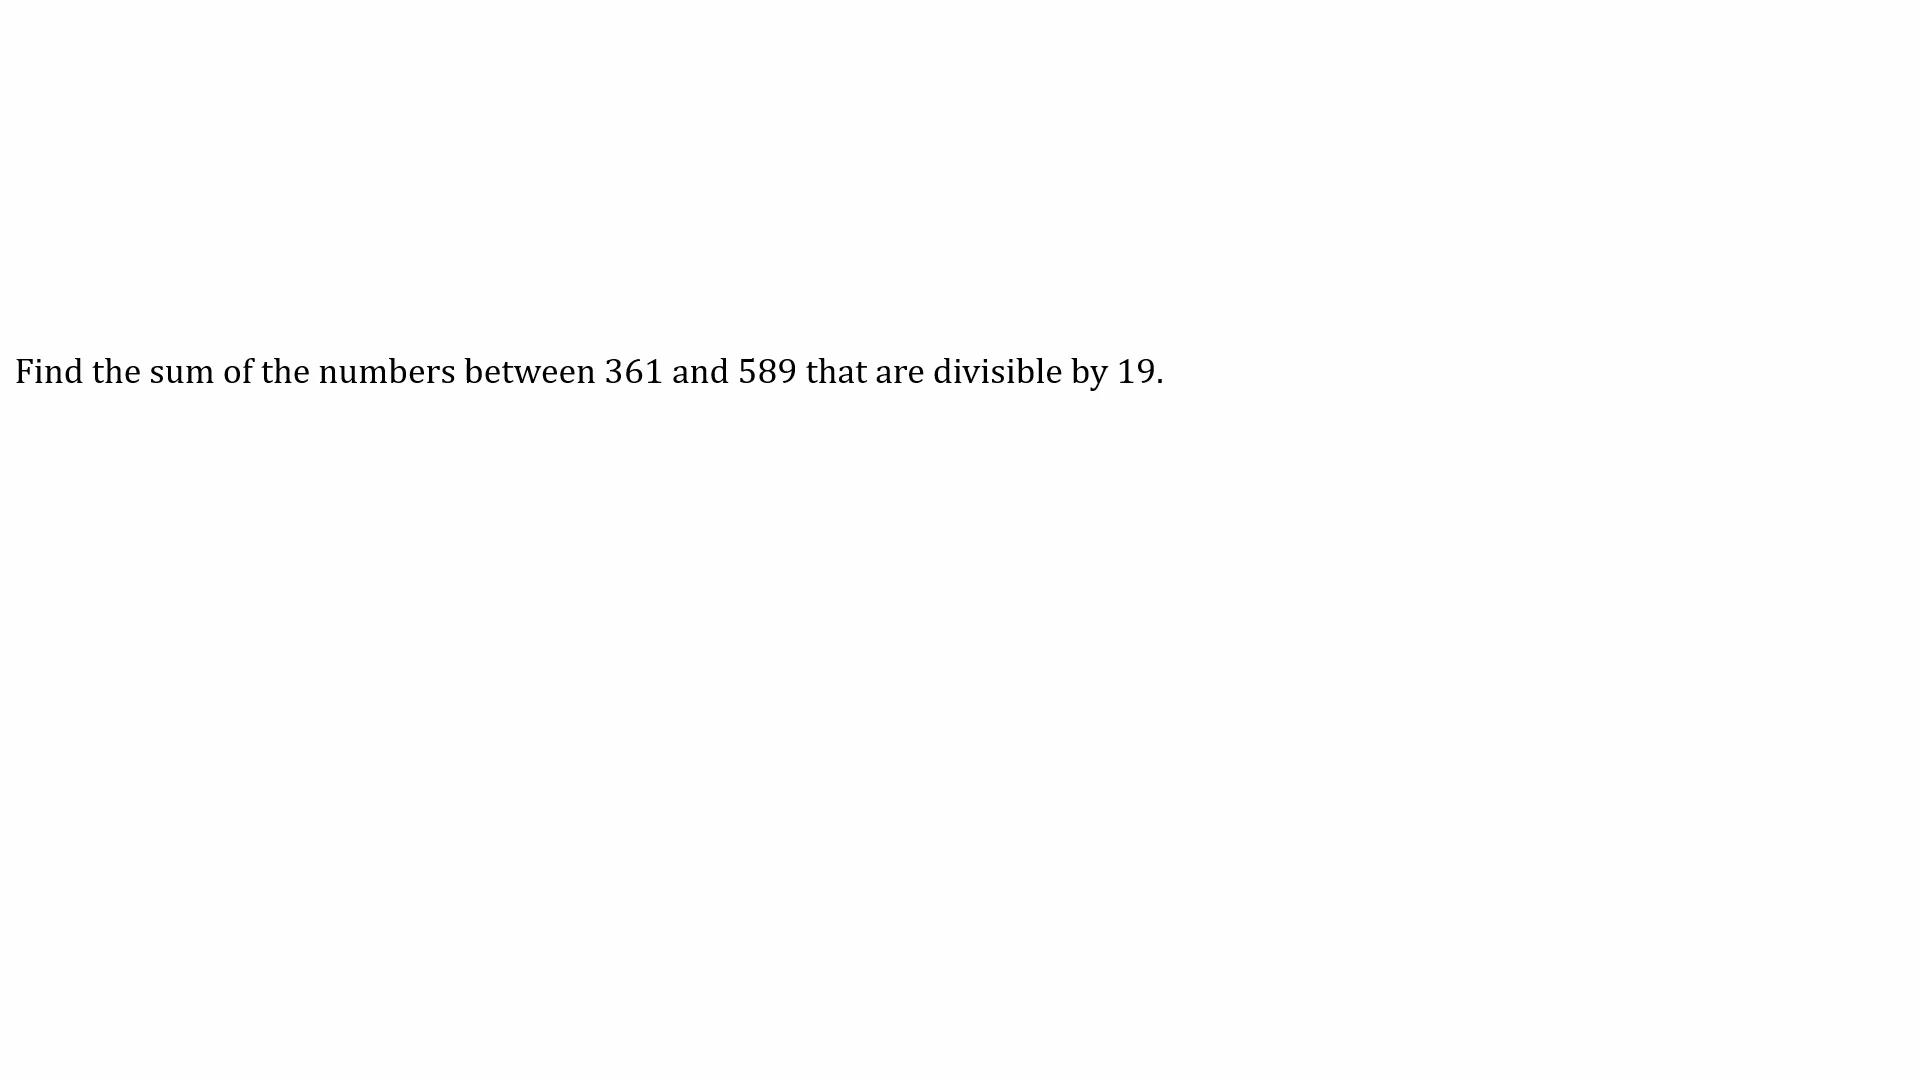 Find the sum of the numbers between 361 and 589 that are divisible by 19.